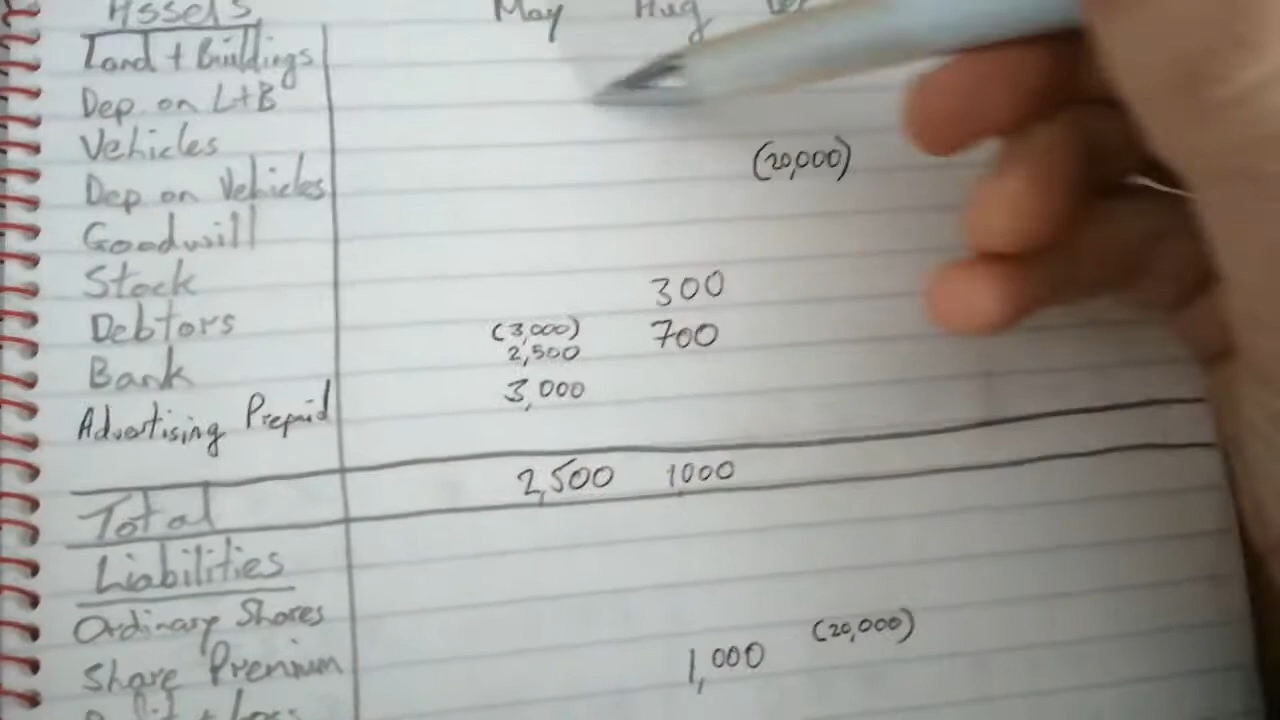 Assets May Aug
Land + Buildings
Dep on L+B
Vehicles (20,000)
Dep on Vehicles
Goodwill
Stock 300
Debtors (3,000) 700
2,500
Bank 3,000
Advertising Prepaid
Total 2,500 1000
Liabilities
Ordinary Shares (20,000)
Share Premium 1,000